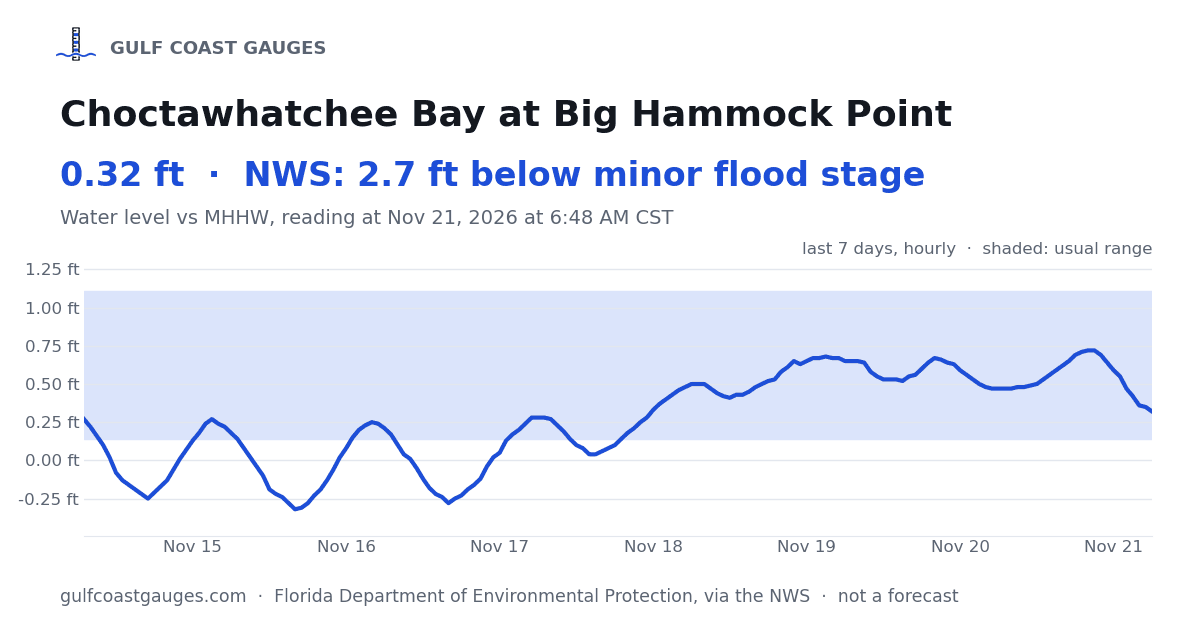 GULF COAST GAUGES
Choctawhatchee Bay at Big Hammock Point
0.32 ft · NWS: 2.7 ft below minor flood stage
Water level vs MHHW, reading at Nov 21, 2026 at 6:48 AM CST
last 7 days, hourly · shaded: usual range
1.25 ft
1.00 ft
0.75 ft
0.50 ft
0.25 ft
0.00 ft
-0.25 ft
Nov 15 Nov 16 Nov 17 Nov 18 Nov 19 Nov 20 Nov 21
gulfcoastgauges.com · Florida Department of Environmental Protection, via the NWS · not a forecast